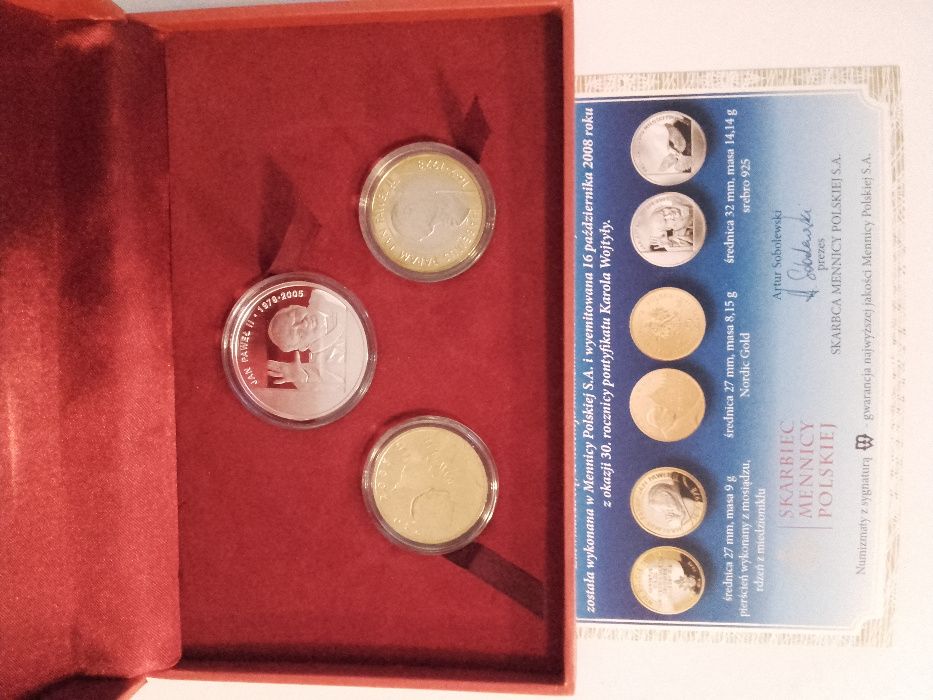 JAN PAWEŁ II • 1978-2005
została wykonana w Mennicy Polskiej S.A. i wyemitowana 16 października 2008 roku
z okazji 30. rocznicy pontyfikatu Karola Wojtyły.
średnica 27 mm, masa 9 g
pierścień wykonany z mosiądzu,
rdzeń z miedzioniklu
średnica 27 mm, masa 8,15 g
Nordic Gold
średnica 32 mm, masa 14,14 g
srebro 925
SKARBIEC
MENNICY
POLSKIEJ
Artur Sobolewski
prezes
SKARBCA MENNICY POLSKIEJ S.A.
Numizmaty z sygnaturą gwarancja najwyższej jakości Mennicy Polskiej S.A.